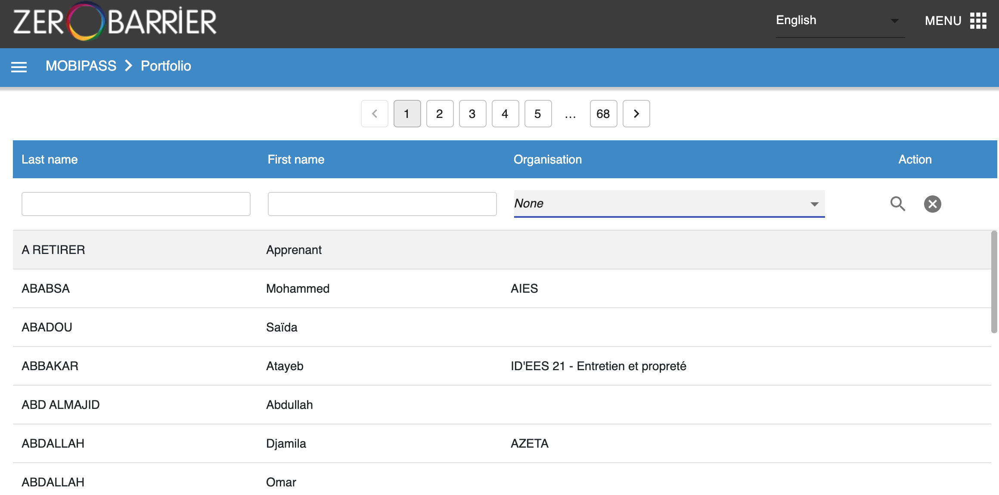 ZEROBARRIER
English
MENU
MOBIPASS > Portfolio
1 2 3 4 5 ... 68
Last name First name Organisation Action
None
A RETIRER Apprenant
ABABSA Mohammed AIES
ABADOU Saïda
ABBAKAR Atayeb ID'EES 21 - Entretien et propreté
ABD ALMAJID Abdullah
ABDALLAH Djamila AZETA
ABDALLAH Omar